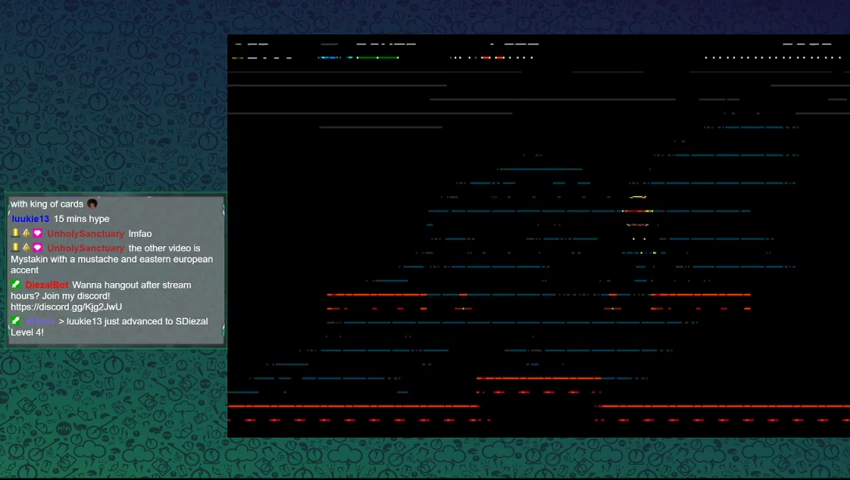 with king of cards
luukie13 15 mins hype
UnholySanctuary lmfao
UnholySanctuary the other video is
Mystakin with a mustache and eastern european
accent
DiezalBot Wanna hangout after stream
hours? Join my discord!
https://discord.gg/Kjg2JwU
> luukie13 just advanced to SDiezal
Level 4!